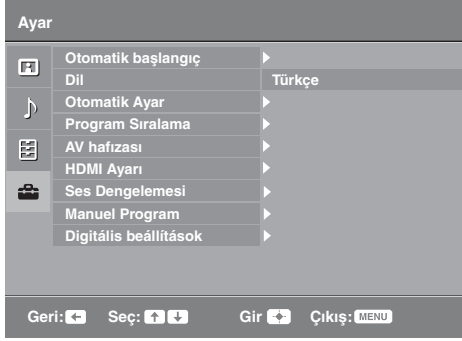 Ayar
Otomatik başlangıç
Dil Türkçe
Otomatik Ayar
Program Sıralama
AV hafızası
HDMI Ayarı
Ses Dengelemesi
Manuel Program
Digitális beállítások
Geri: Seç: Gir Çıkış: MENU